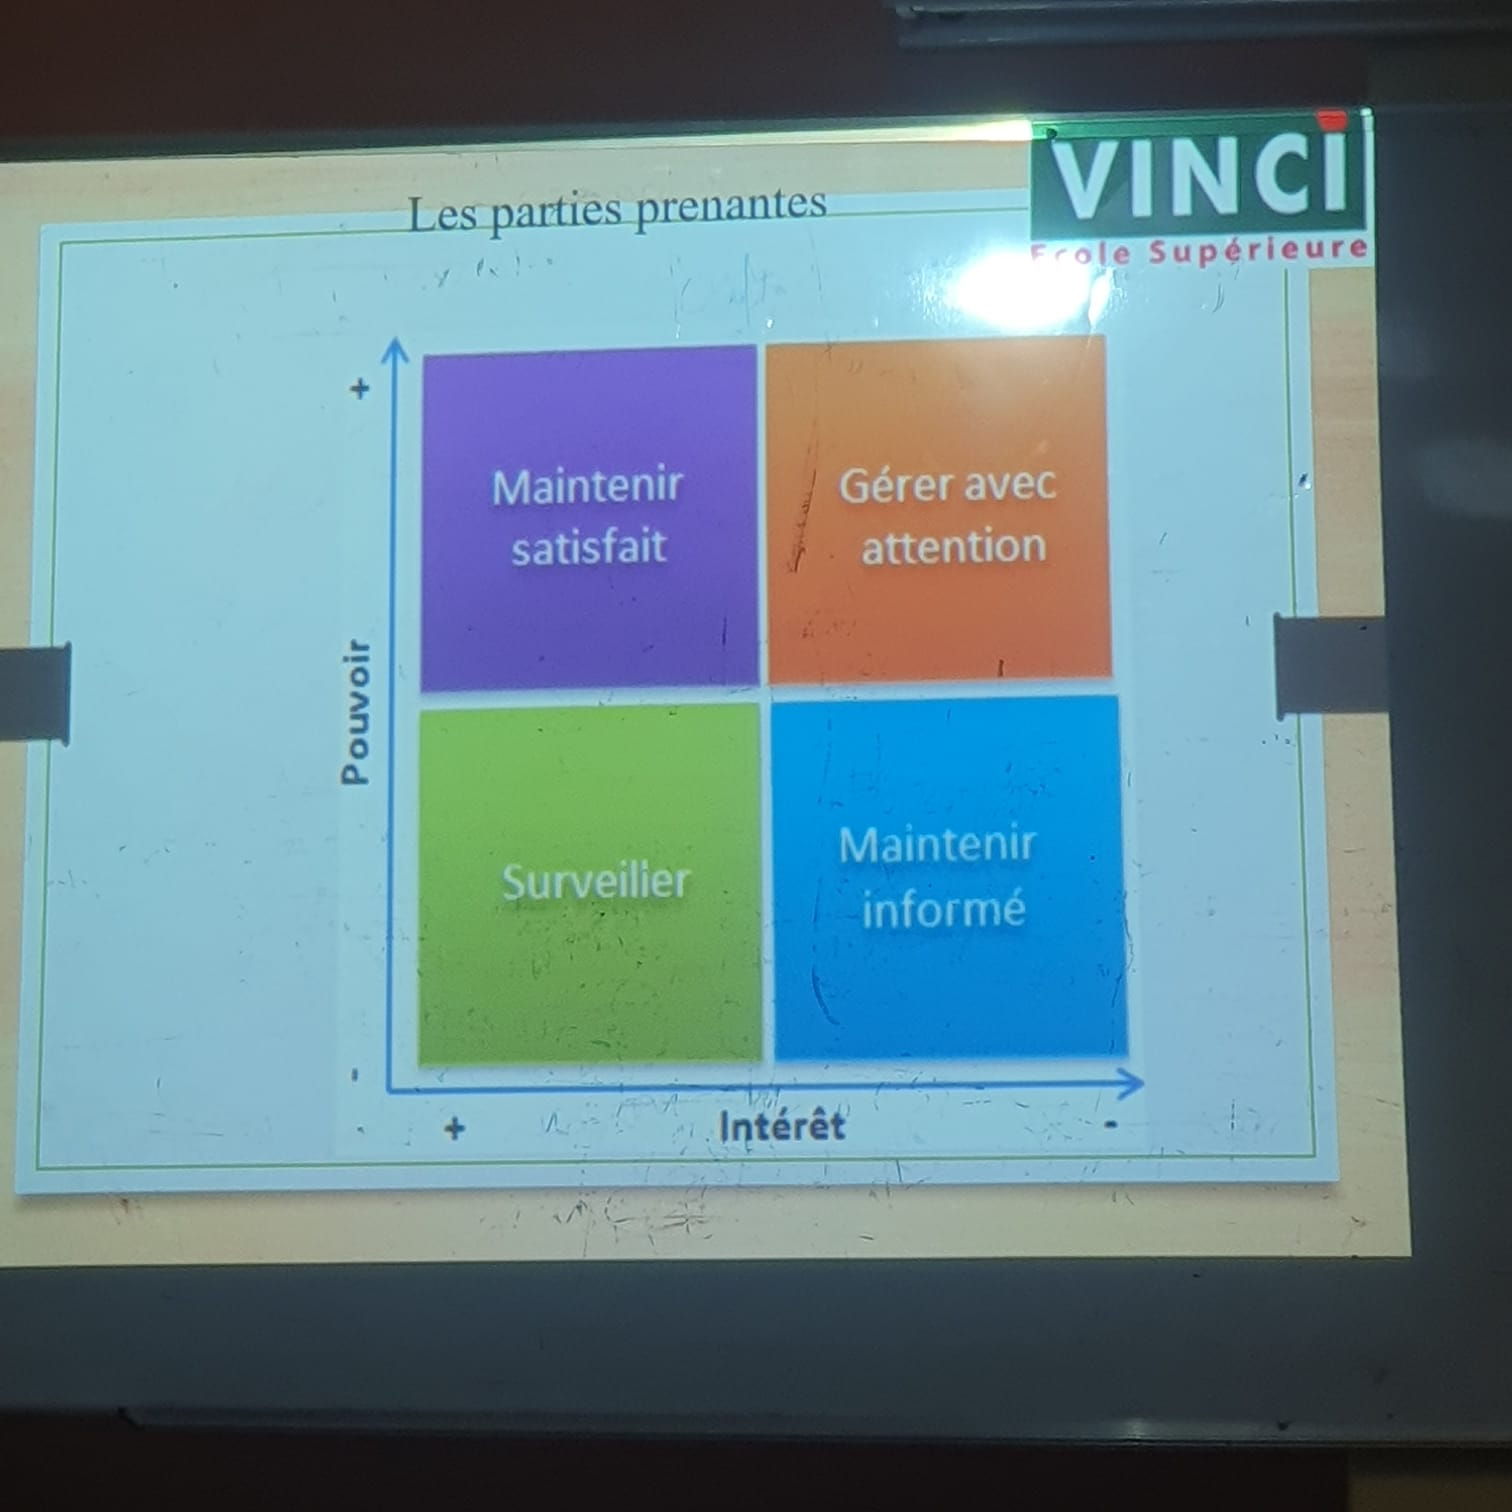 VINCI
Ecole Supérieure
Les parties prenantes
+
Maintenir
satisfait
Gérer avec
attention
Pouvoir
Surveilier
Maintenir
informé
-
+
Intérêt
-